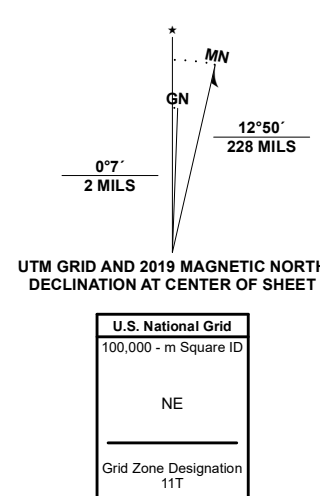 ★
MN
GN
12°50´
228 MILS
0°7´
2 MILS
UTM GRID AND 2019 MAGNETIC NORTH
DECLINATION AT CENTER OF SHEET
U.S. National Grid
100,000 - m Square ID
NE
Grid Zone Designation
11T